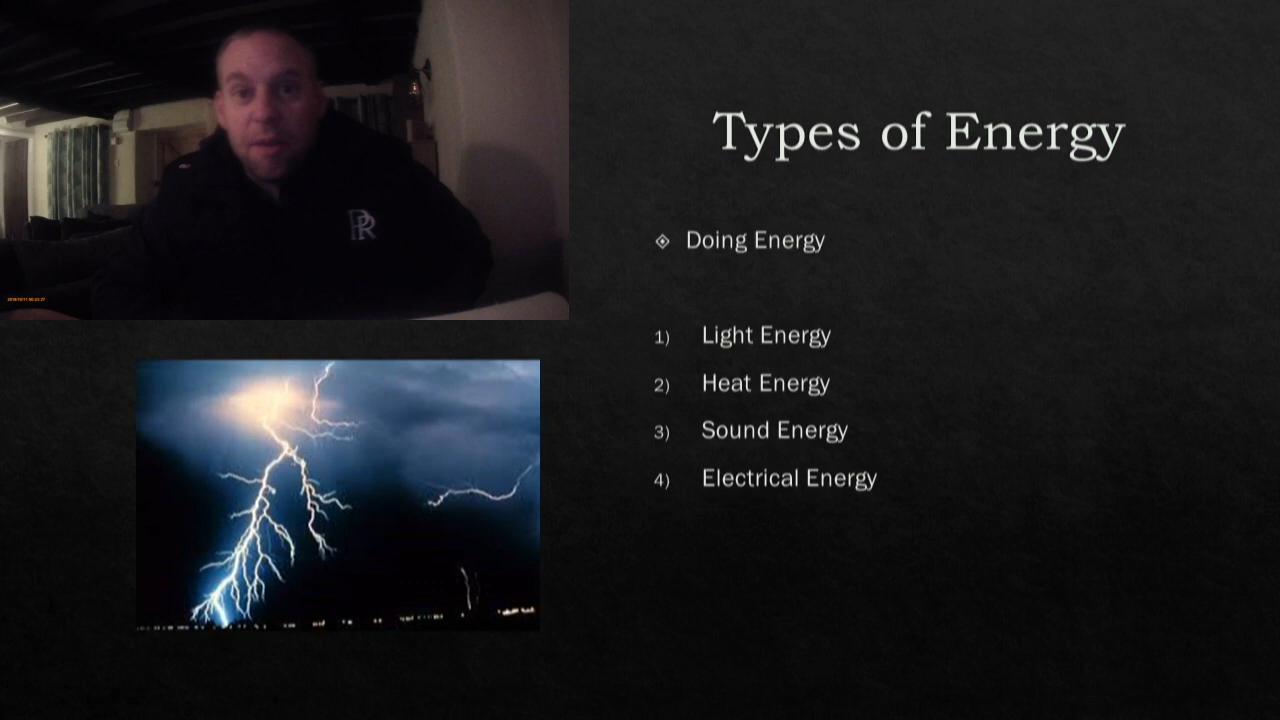 Types of Energy
Doing Energy
1) Light Energy
2) Heat Energy
3) Sound Energy
4) Electrical Energy